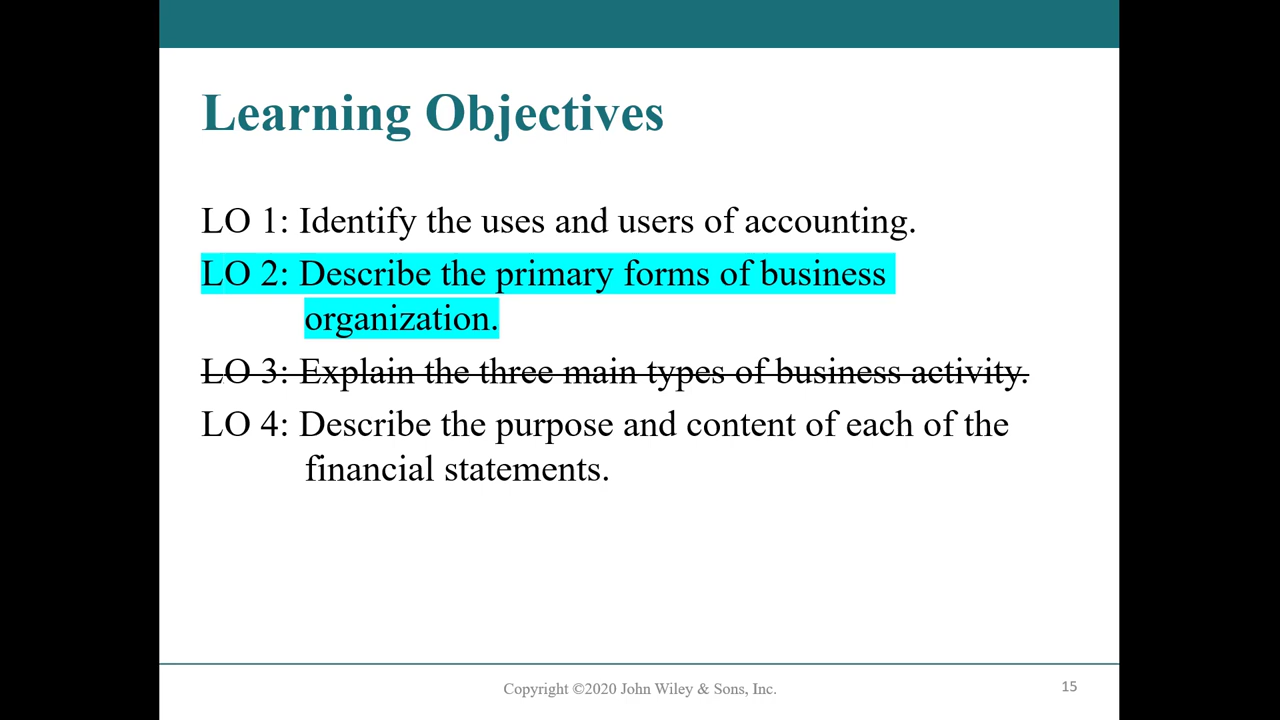 Learning Objectives
LO 1: Identify the uses and users of accounting.
LO 2: Describe the primary forms of business
organization.
LO 3: Explain the three main types of business activity.
LO 4: Describe the purpose and content of each of the
financial statements.
Copyright ©2020 John Wiley & Sons, Inc.
15